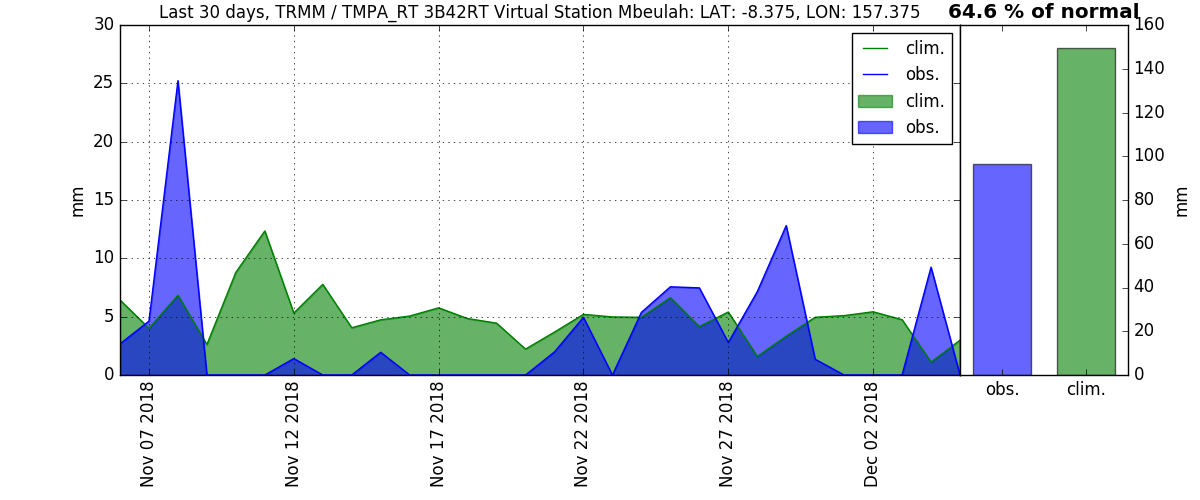 Last 30 days, TRMM / TMPA_RT 3B42RT Virtual Station Mbeulah: LAT: -8.375, LON: 157.375
64.6 % of normal
clim.
obs.
clim.
obs.
mm
30
25
20
15
10
5
0
Nov 07 2018
Nov 12 2018
Nov 17 2018
Nov 22 2018
Nov 27 2018
Dec 02 2018
obs.
clim.
160
140
120
100
80
60
40
20
0
mm